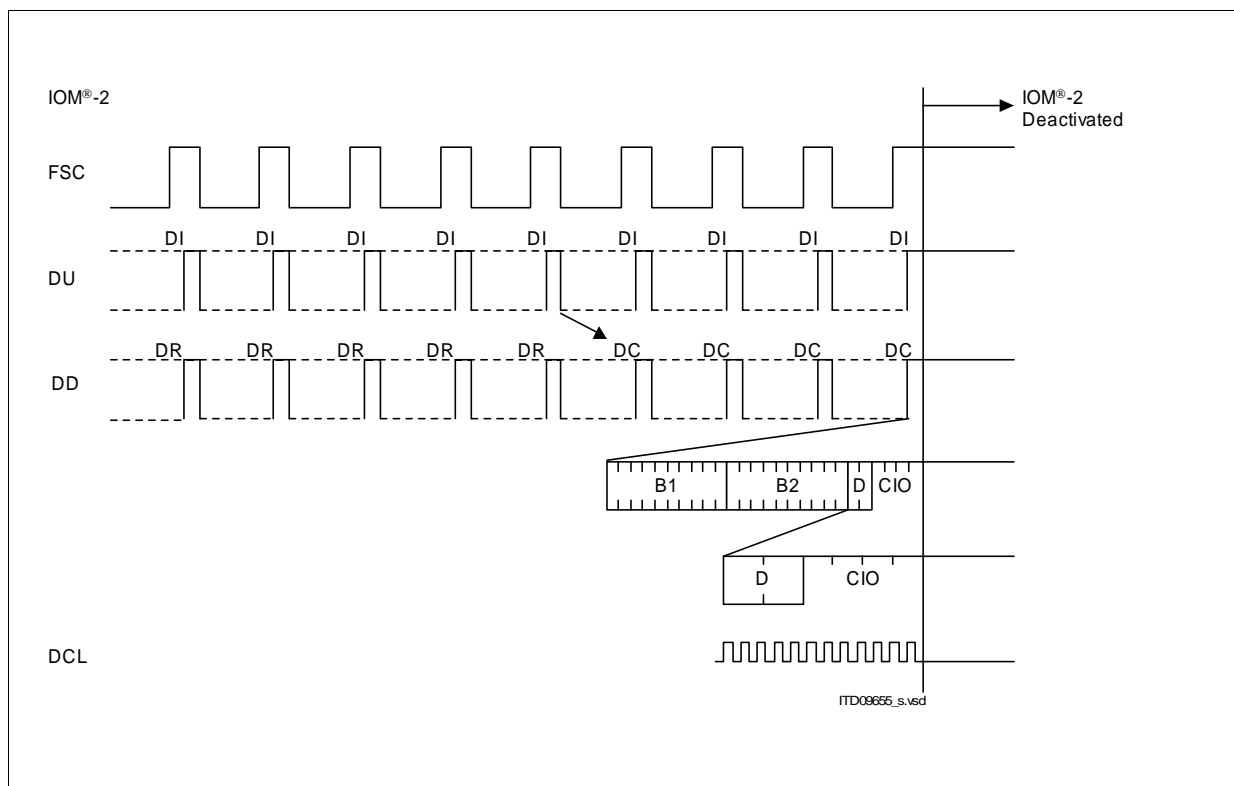 IOM®-2
IOM®-2
Deactivated
FSC
DI DI DI DI DI DI DI DI DI
DU
DR DR DR DR DR DC DC DC DC
DD
B1 B2 D CIO
D CIO
DCL
ITD09655_s.vsd